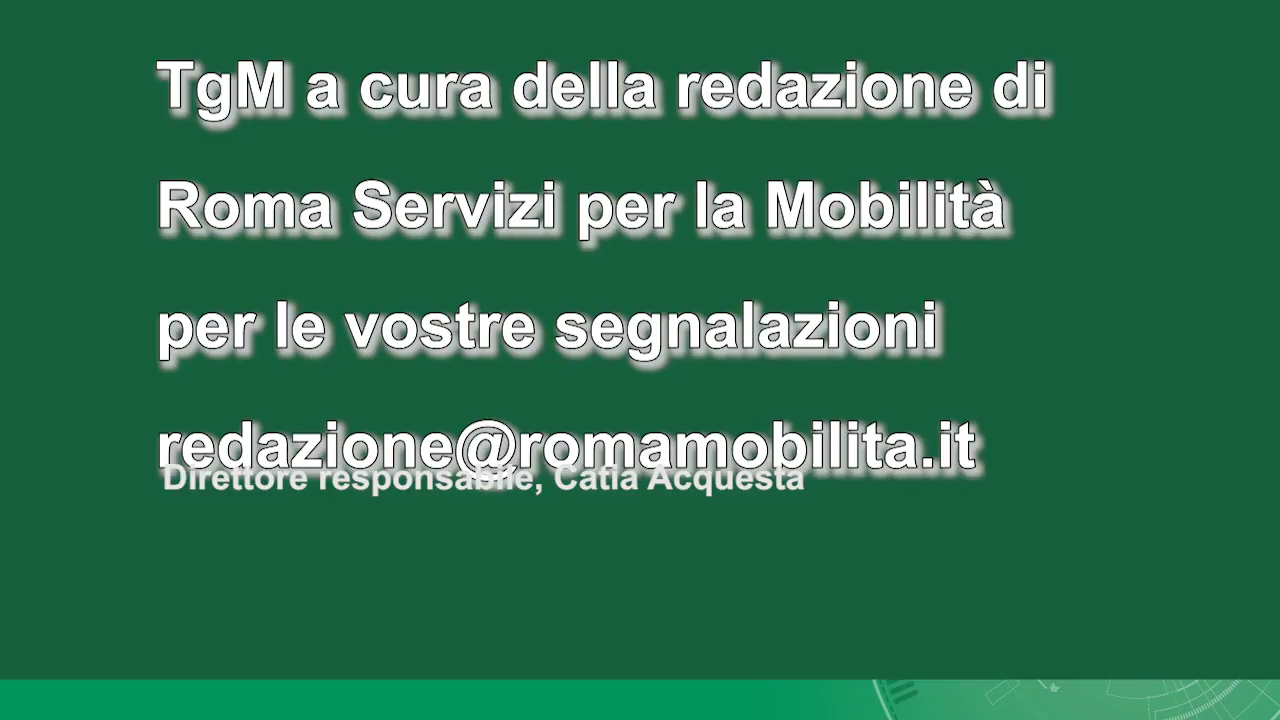 TgM a cura della redazione di
Roma Servizi per la Mobilità
per le vostre segnalazioni
redazione@romamobilita.it
Direttore responsabile, Catia Acquesta